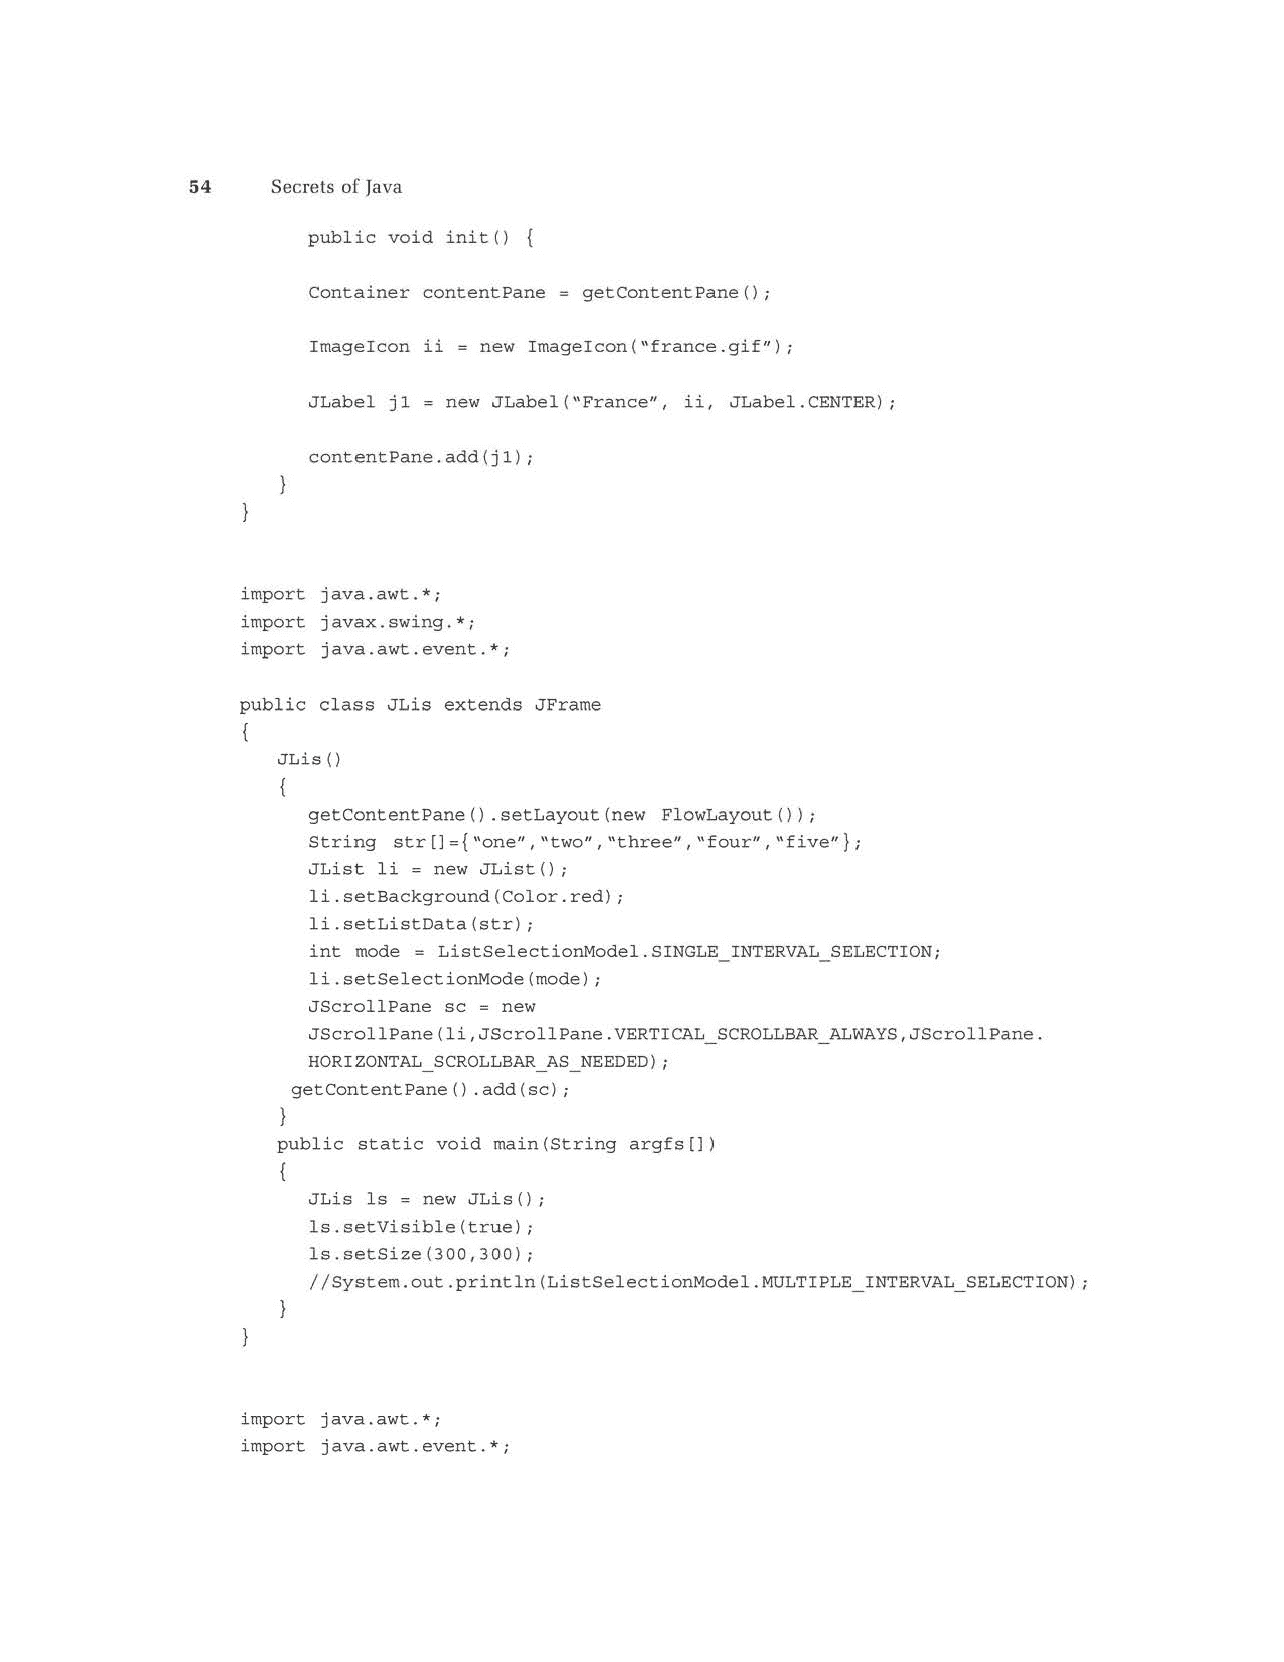 54 Secrets of Java
public void init() {
Container contentPane = getContentPane();
ImageIcon ii = new ImageIcon(“france.gif”);
JLabel j1 = new JLabel(“France”, ii, JLabel.CENTER);
contentPane.add(j1);
}
}
import java.awt.*;
import javax.swing.*;
import java.awt.event.*;
public class JLis extends JFrame
{
JLis()
{
getContentPane().setLayout(new FlowLayout());
String str[]={“one”,“two”,“three”,“four”,“five”};
JList li = new JList();
li.setBackground(Color.red);
li.setListData(str);
int mode = ListSelectionModel.SINGLE_INTERVAL_SELECTION;
li.setSelectionMode(mode);
JScrollPane sc = new
JScrollPane(li,JScrollPane.VERTICAL_SCROLLBAR_ALWAYS,JScrollPane.
HORIZONTAL_SCROLLBAR_AS_NEEDED);
getContentPane().add(sc);
}
public static void main(String argfs[])
{
JLis ls = new JLis();
ls.setVisible(true);
ls.setSize(300,300);
//System.out.println(ListSelectionModel.MULTIPLE_INTERVAL_SELECTION);
}
}
import java.awt.*;
import java.awt.event.*;